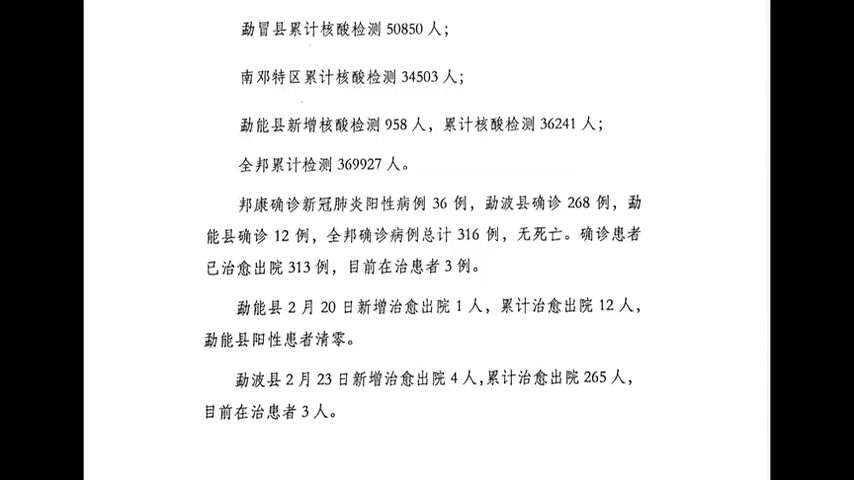 勐冒县累计核酸检测 50850 人；
南邓特区累计核酸检测 34503 人；
勐能县新增核酸检测 958 人，累计核酸检测 36241 人；
全邦累计检测 369927 人。
邦康确诊新冠肺炎阳性病例 36 例，勐波县确诊 268 例，勐
能县确诊 12 例，全邦确诊病例总计 316 例，无死亡。确诊患者
已治愈出院 313 例，目前在治患者 3 例。
勐能县 2 月 20 日新增治愈出院 1 人，累计治愈出院 12 人，
勐能县阳性患者清零。
勐波县 2 月 23 日新增治愈出院 4 人,累计治愈出院 265 人，
目前在治患者 3 人。